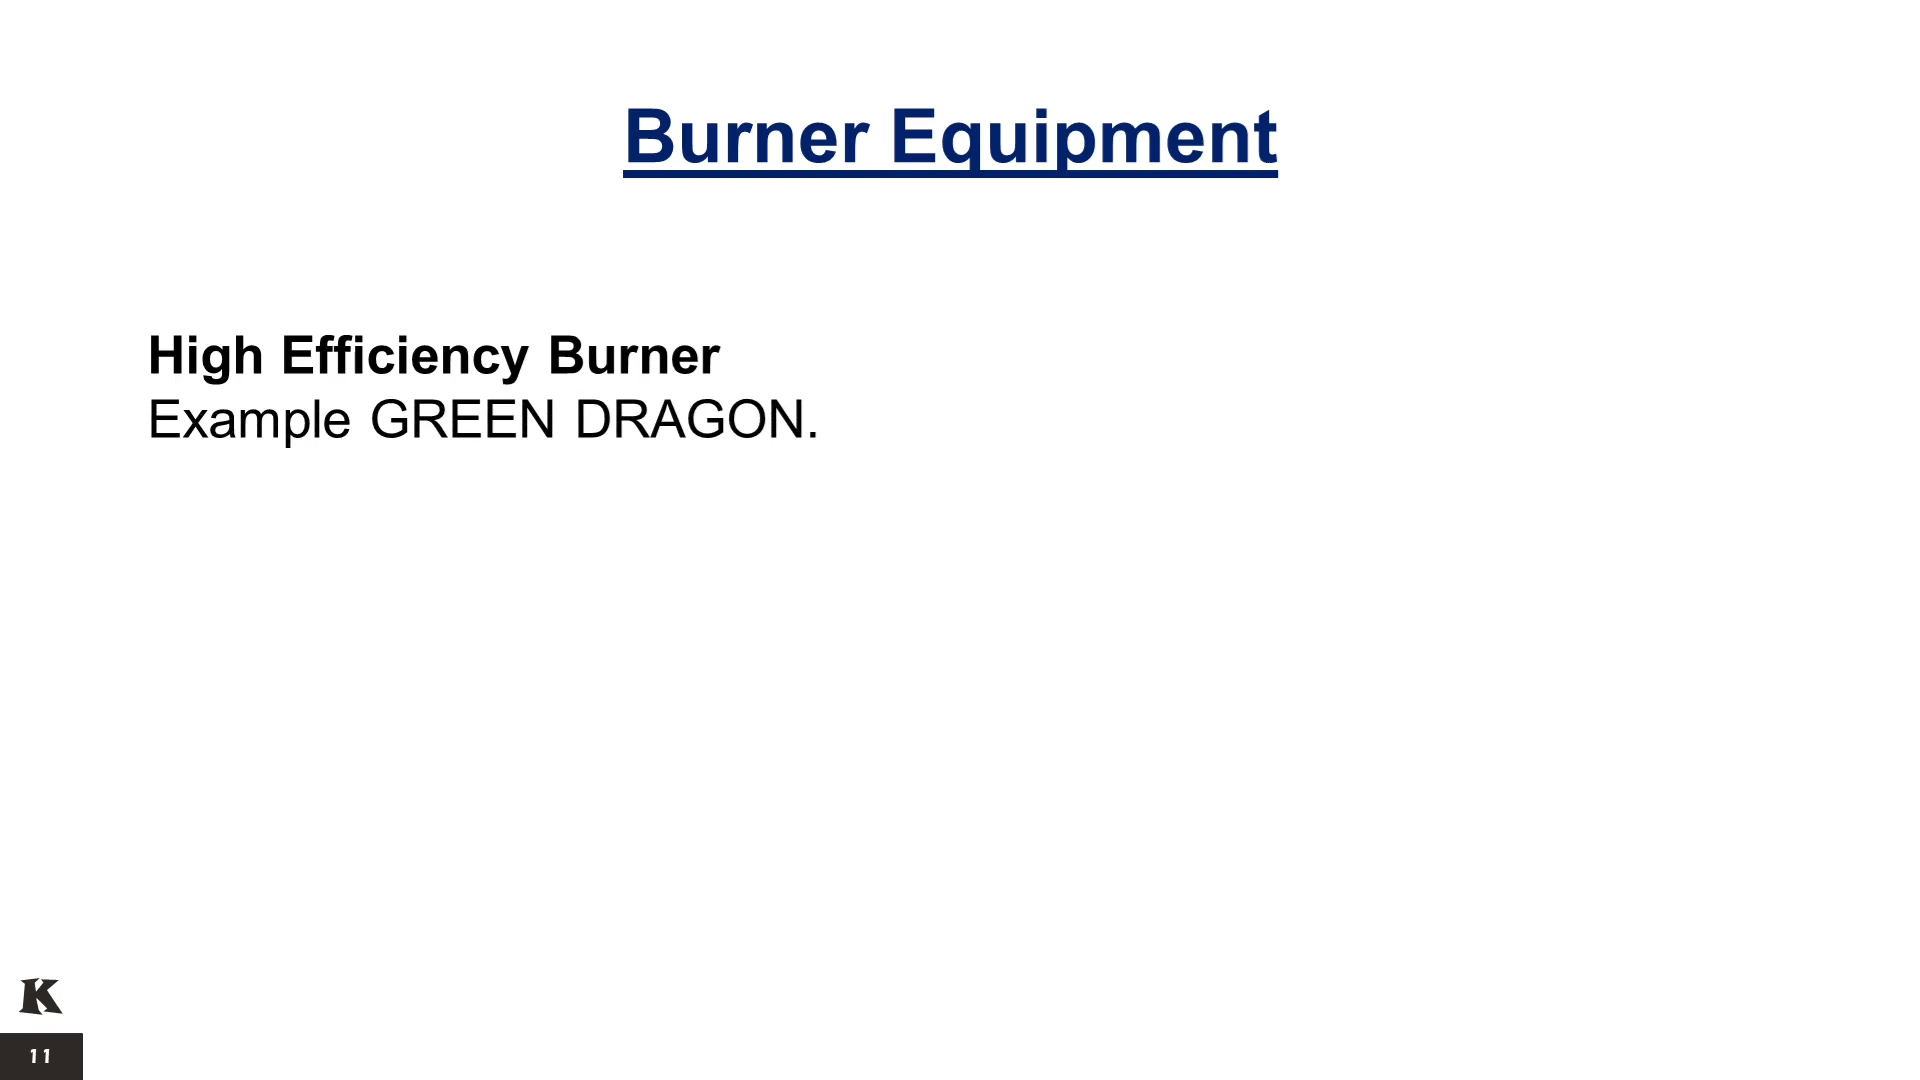 Burner Equipment
High Efficiency Burner
Example GREEN DRAGON.
K
11